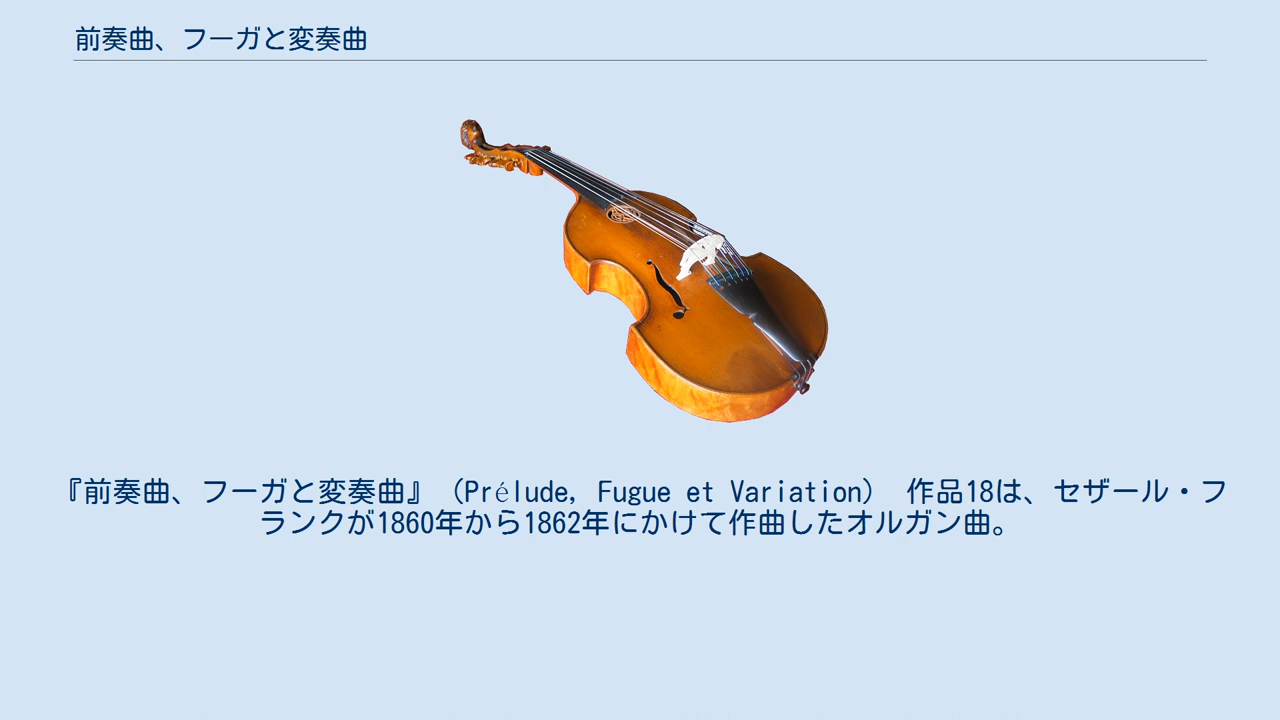 前奏曲、フーガと変奏曲
『前奏曲、フーガと変奏曲』（Prélude, Fugue et Variation） 作品18は、セザール・フ
ランクが1860年から1862年にかけて作曲したオルガン曲。